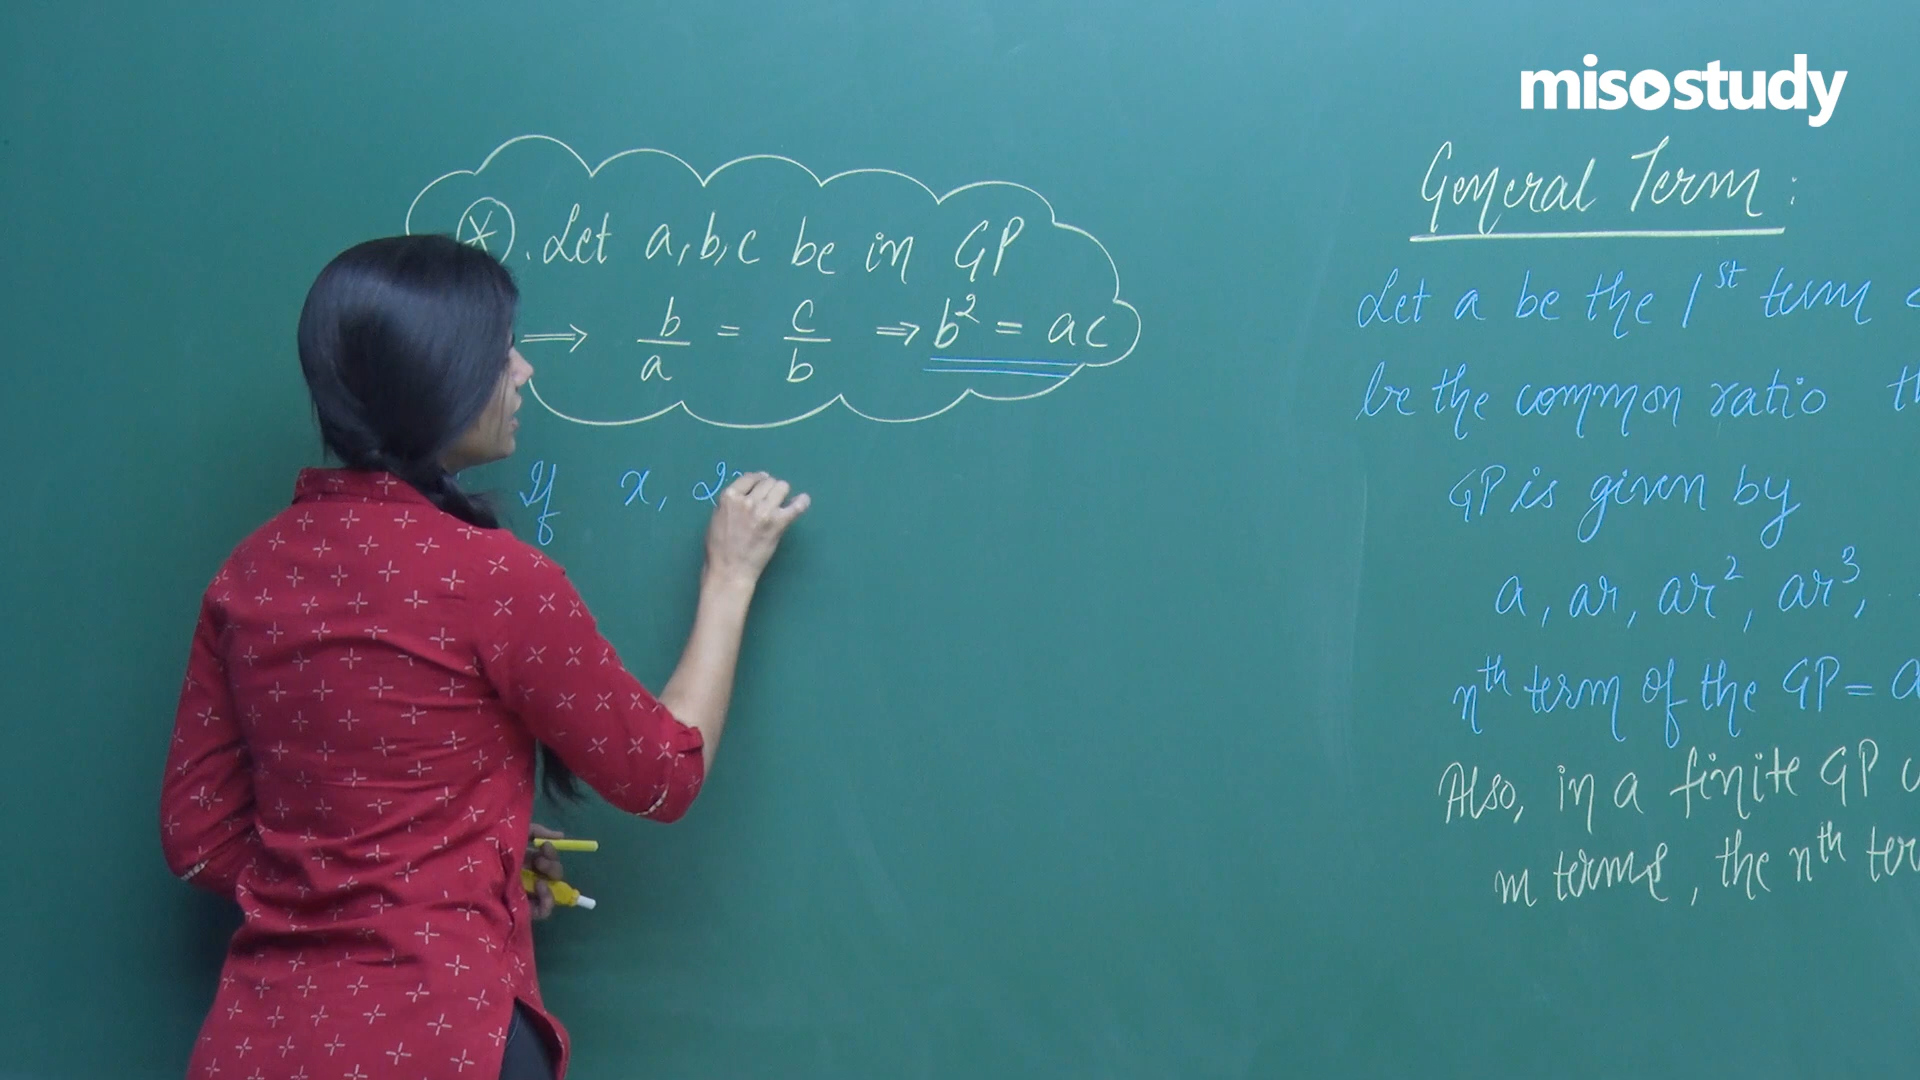 misostudy
(*). Let a, b, c be in GP
⟹ b/a = c/b ⟹ b² = ac
If x, 2x
General Term :
Let a be the 1st term
be the common ratio
GP is given by
a, ar, ar², ar³,
nth term of the GP = a
Also, in a finite GP
m terms, the nth